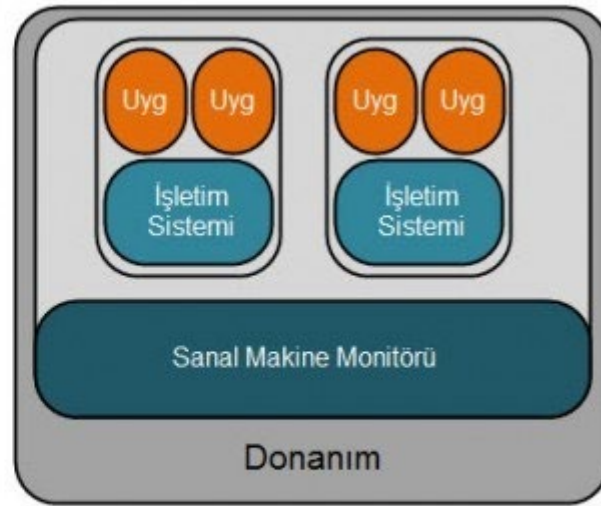 Uyg Uyg Uyg Uyg
İşletim Sistemi İşletim Sistemi
Sanal Makine Monitörü
Donanım